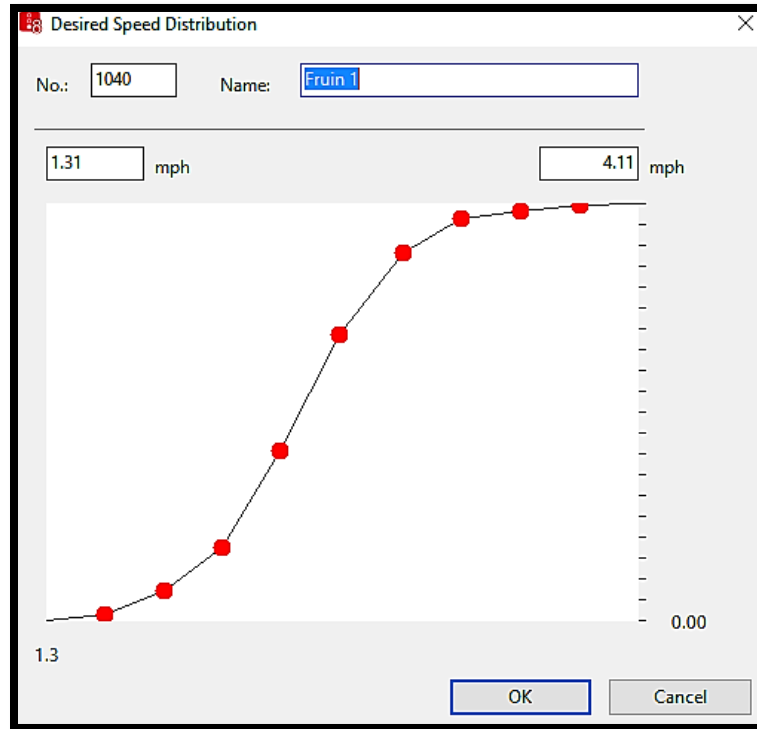 Desired Speed Distribution
No.: 1040 Name: Fruin 1
1.31 mph 4.11 mph
0.00
1.3
OK Cancel